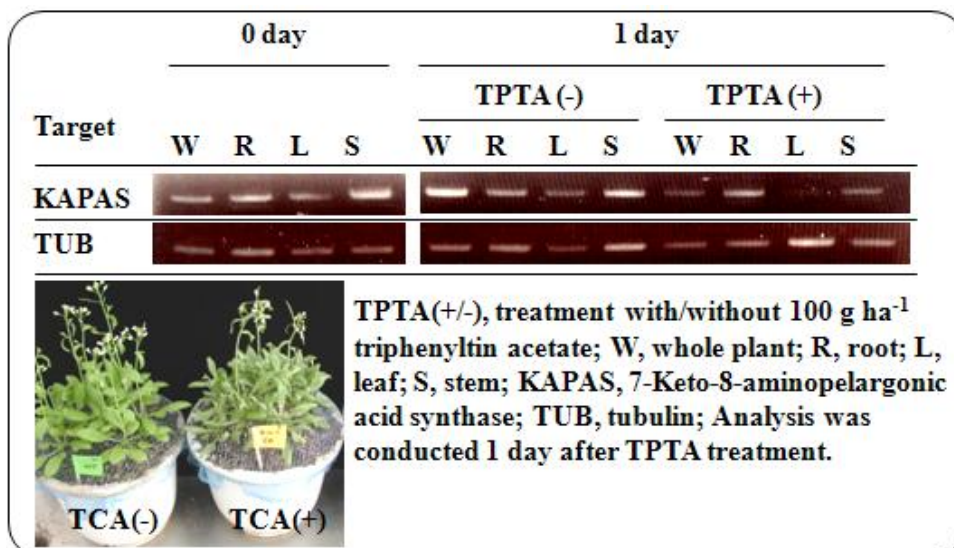 0 day 1 day
TPTA (-) TPTA (+)
Target
W R L S W R L S W R L S
KAPAS
TUB
TPTA(+/-), treatment with/without 100 g ha-1
triphenyltin acetate; W, whole plant; R, root; L,
leaf; S, stem; KAPAS, 7-Keto-8-aminopelargonic
acid synthase; TUB, tubulin; Analysis was
conducted 1 day after TPTA treatment.
TCA(-) TCA(+)